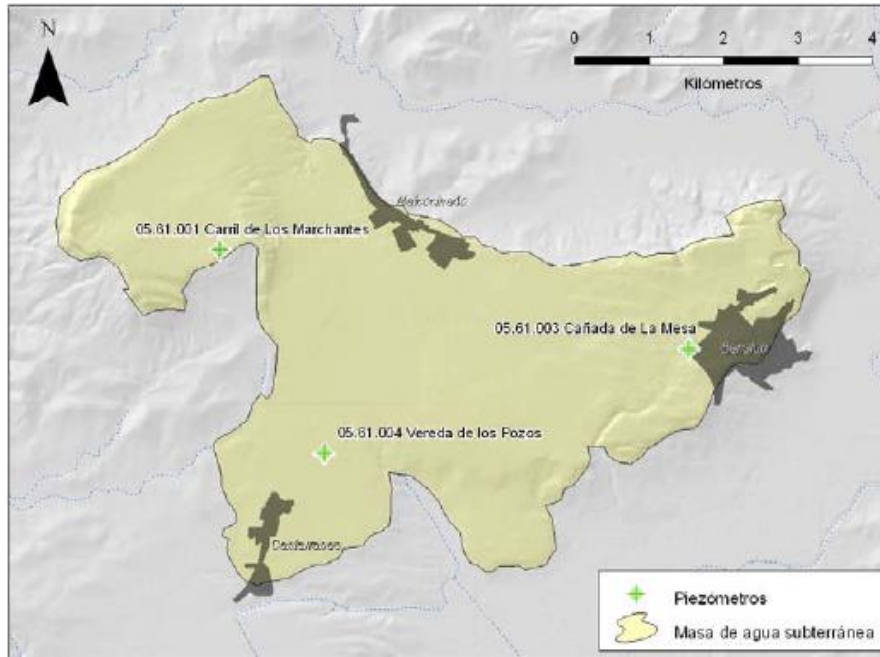 N
0 1 2 3 4
Kilómetros
05.61.001 Carril de Los Marchantes
05.61.003 Cañada de La Mesa
05.61.004 Vereda de los Pozos
Piezómetros
Masa de agua subterránea